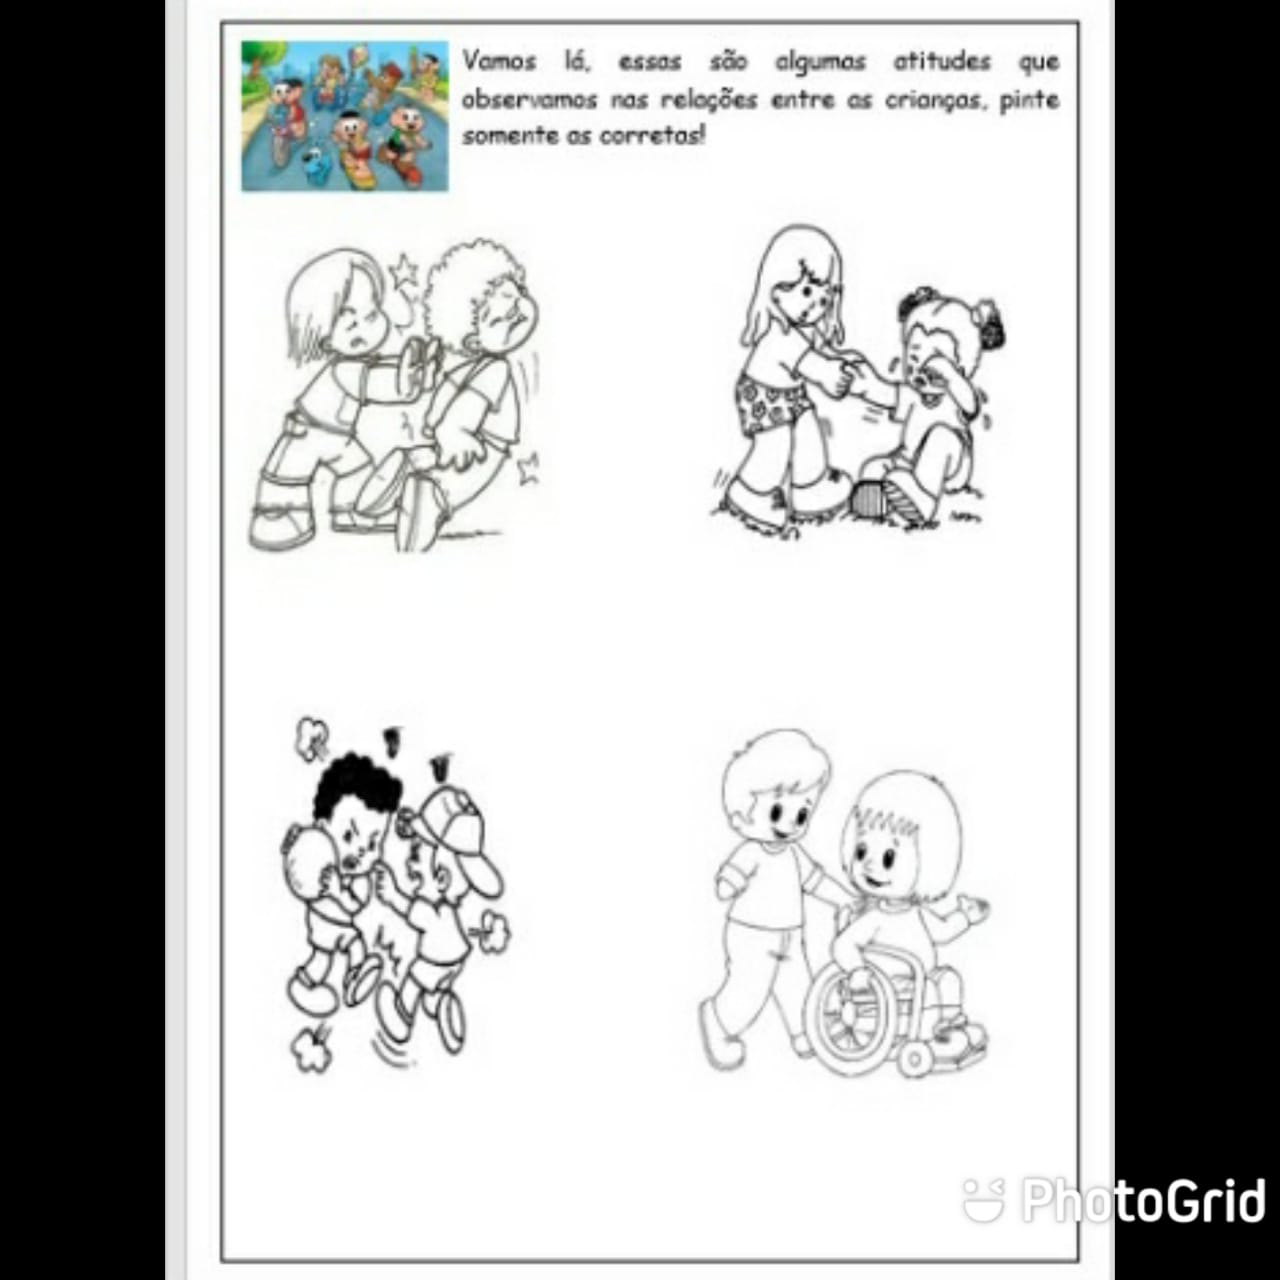 Vamos lá, essas são algumas atitudes que
observamos nas relações entre as crianças, pinte
somente as corretas!
PhotoGrid